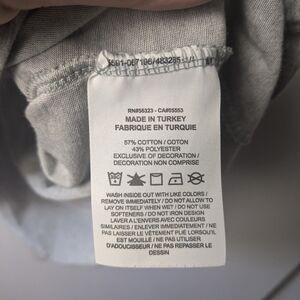 RN#56323 - CA#05553
MADE IN TURKEY
FABRIQUE EN TURQUIE
57% COTTON / COTON
43% POLYESTER
EXCLUSIVE OF DECORATION /
DECORATION NON COMPRISE
WASH INSIDE OUT WITH LIKE COLORS /
REMOVE IMMEDIATELY / DO NOT ALLOW TO
LAY ON ITSELF WHEN WET / DO NOT USE
SOFTENERS / DO NOT IRON DESIGN
LAVER A L'ENVERS AVEC COULEURS
SIMILAIRES / ENLEVER IMMEDIATEMENT / NE
PAS LAISSER LE VÊTEMENT PLIÉ LORSQU'IL
EST MOUILLÉ / NE PAS UTILISER
D'ADOUCISSEUR / NE PAS REPASSER LE
DESSIN